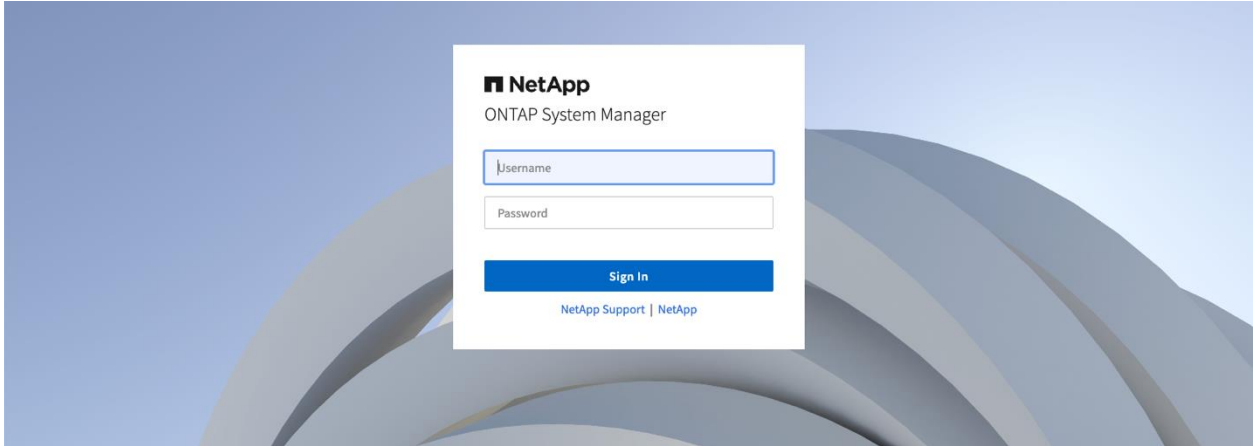 NetApp
ONTAP System Manager
Username
Password
Sign In
NetApp Support | NetApp